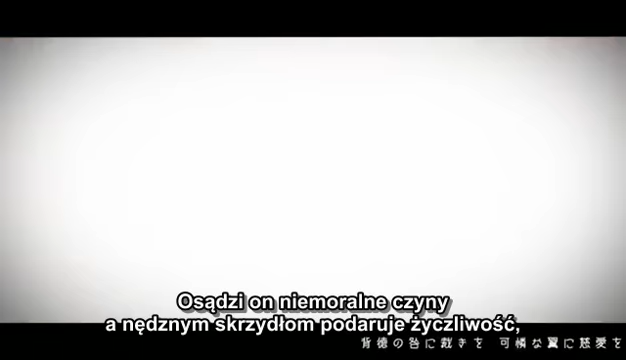 Osądzi on niemoralne czyny
a nędznym skrzydłom podaruje życzliwość,
背徳の咎に裁きを 可憐な翼に慈愛を